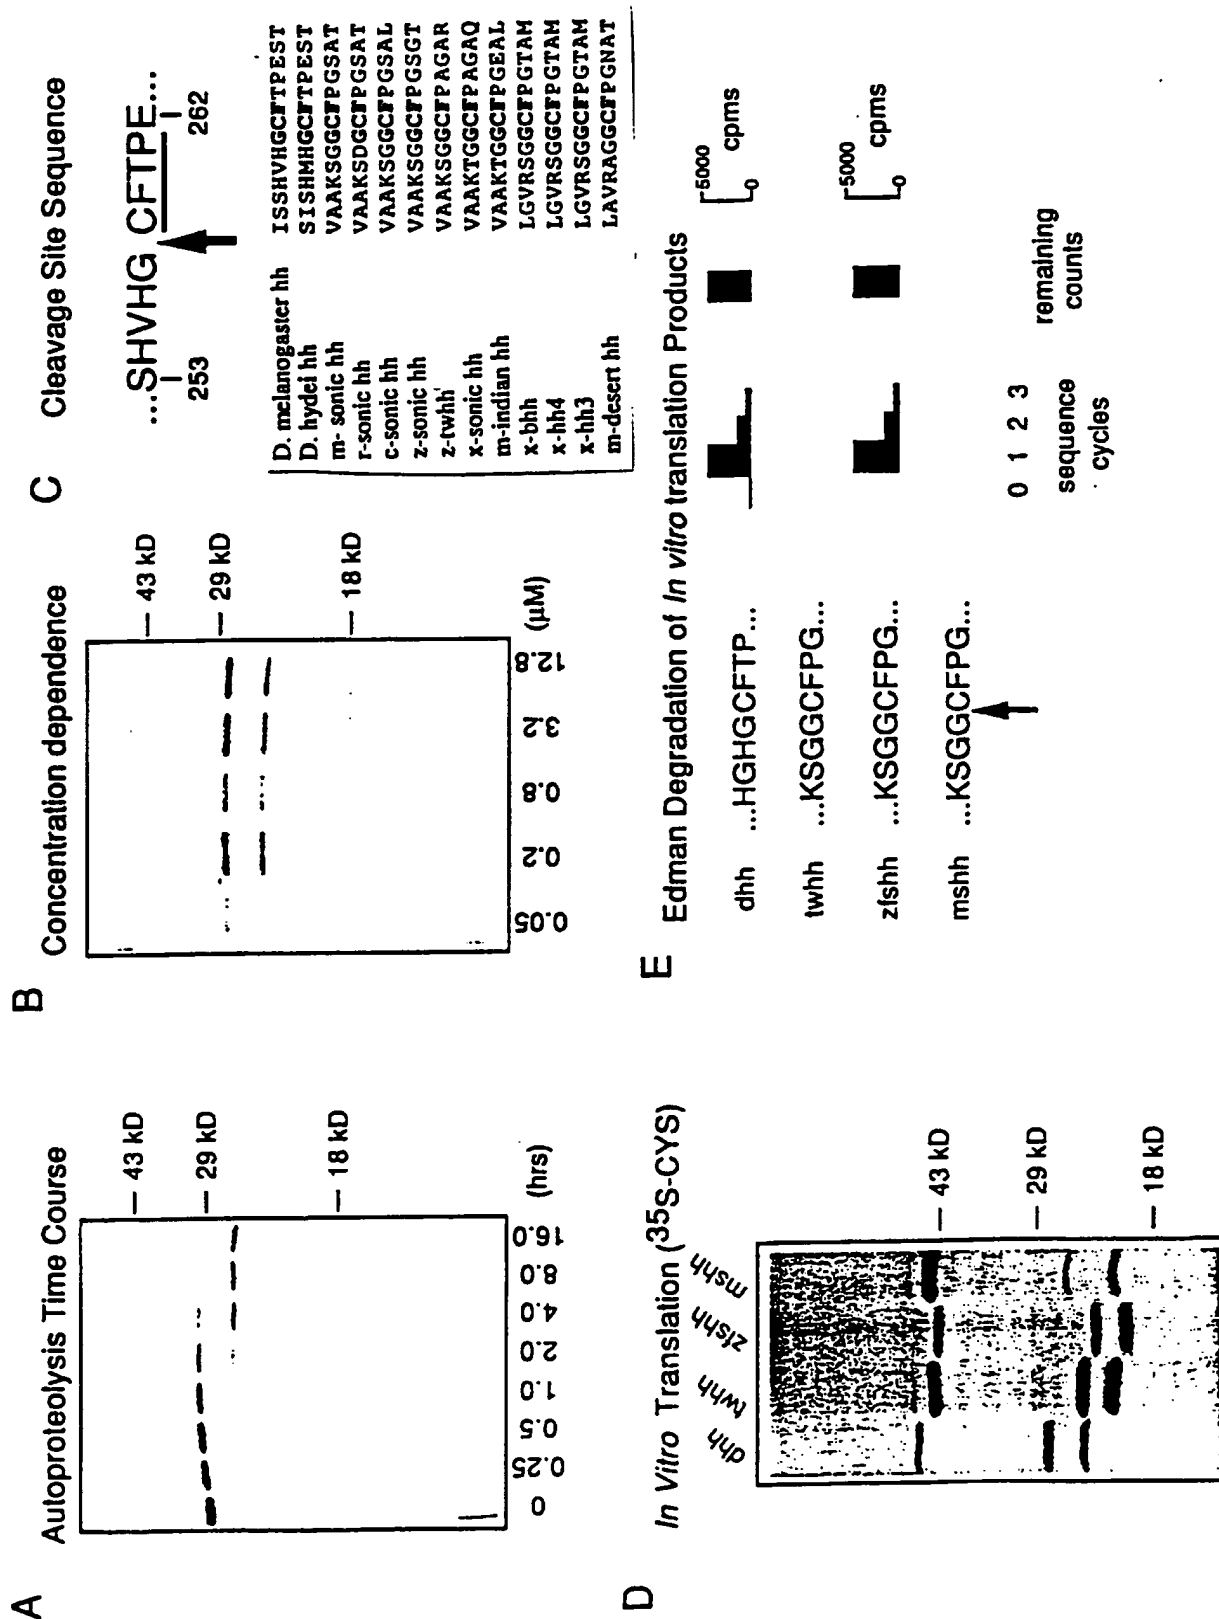 A
Autoproteolysis Time Course
43 kD
29 kD
18 kD
0 0.25 0.5 1.0 2.0 4.0 8.0 16.0 (hrs)
B
Concentration dependence
43 kD
29 kD
18 kD
0.05 0.2 0.8 3.2 12.8 (µM)
C
Cleavage Site Sequence
...SHVHG CFTPE...
253 262
D. melanogaster hh ISSHVHGCFTPEST
D. hydei hh SISHMHGCFTPEST
m- sonic hh VAAKSGGCFPGSAT
r-sonic hh VAAKSDGCFPGSAT
c-sonic hh VAAKSGGCFPGSAL
z-sonic hh VAAKSGGCFPGSGT
z-twhh VAAKSGGCFPAGAR
x-sonic hh VAAKTGGCFPAGAQ
m-indian hh VAAKTGGCFPGEAL
x-bhh LGVRSGGCFPGTAM
x-hh4 LGVRSGGCFPGTAM
x-hh3 LGVRSGGCFPGTAM
m-desert hh LAVRAGGCFPGNAT
D
In Vitro Translation (35S-CYS)
dhh twhh zfshh mshh
43 kD
29 kD
18 kD
E
Edman Degradation of In vitro translation Products
dhh ...HGHGCFTP...
twhh ...KSGGCFPG...
zfshh ...KSGGCFPG...
mshh ...KSGGCFPG...
5000
cpms
0
5000
cpms
0
0 1 2 3
sequence
cycles
remaining
counts